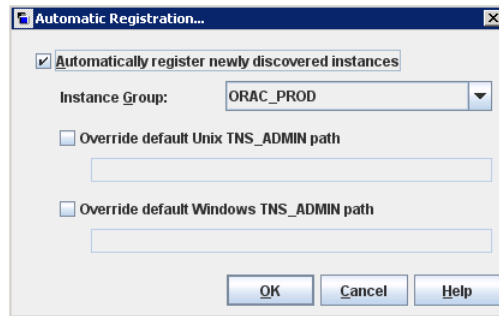 Automatic Registration...
Automatically register newly discovered instances
Instance Group: ORAC_PROD
Override default Unix TNS_ADMIN path
Override default Windows TNS_ADMIN path
OK Cancel Help